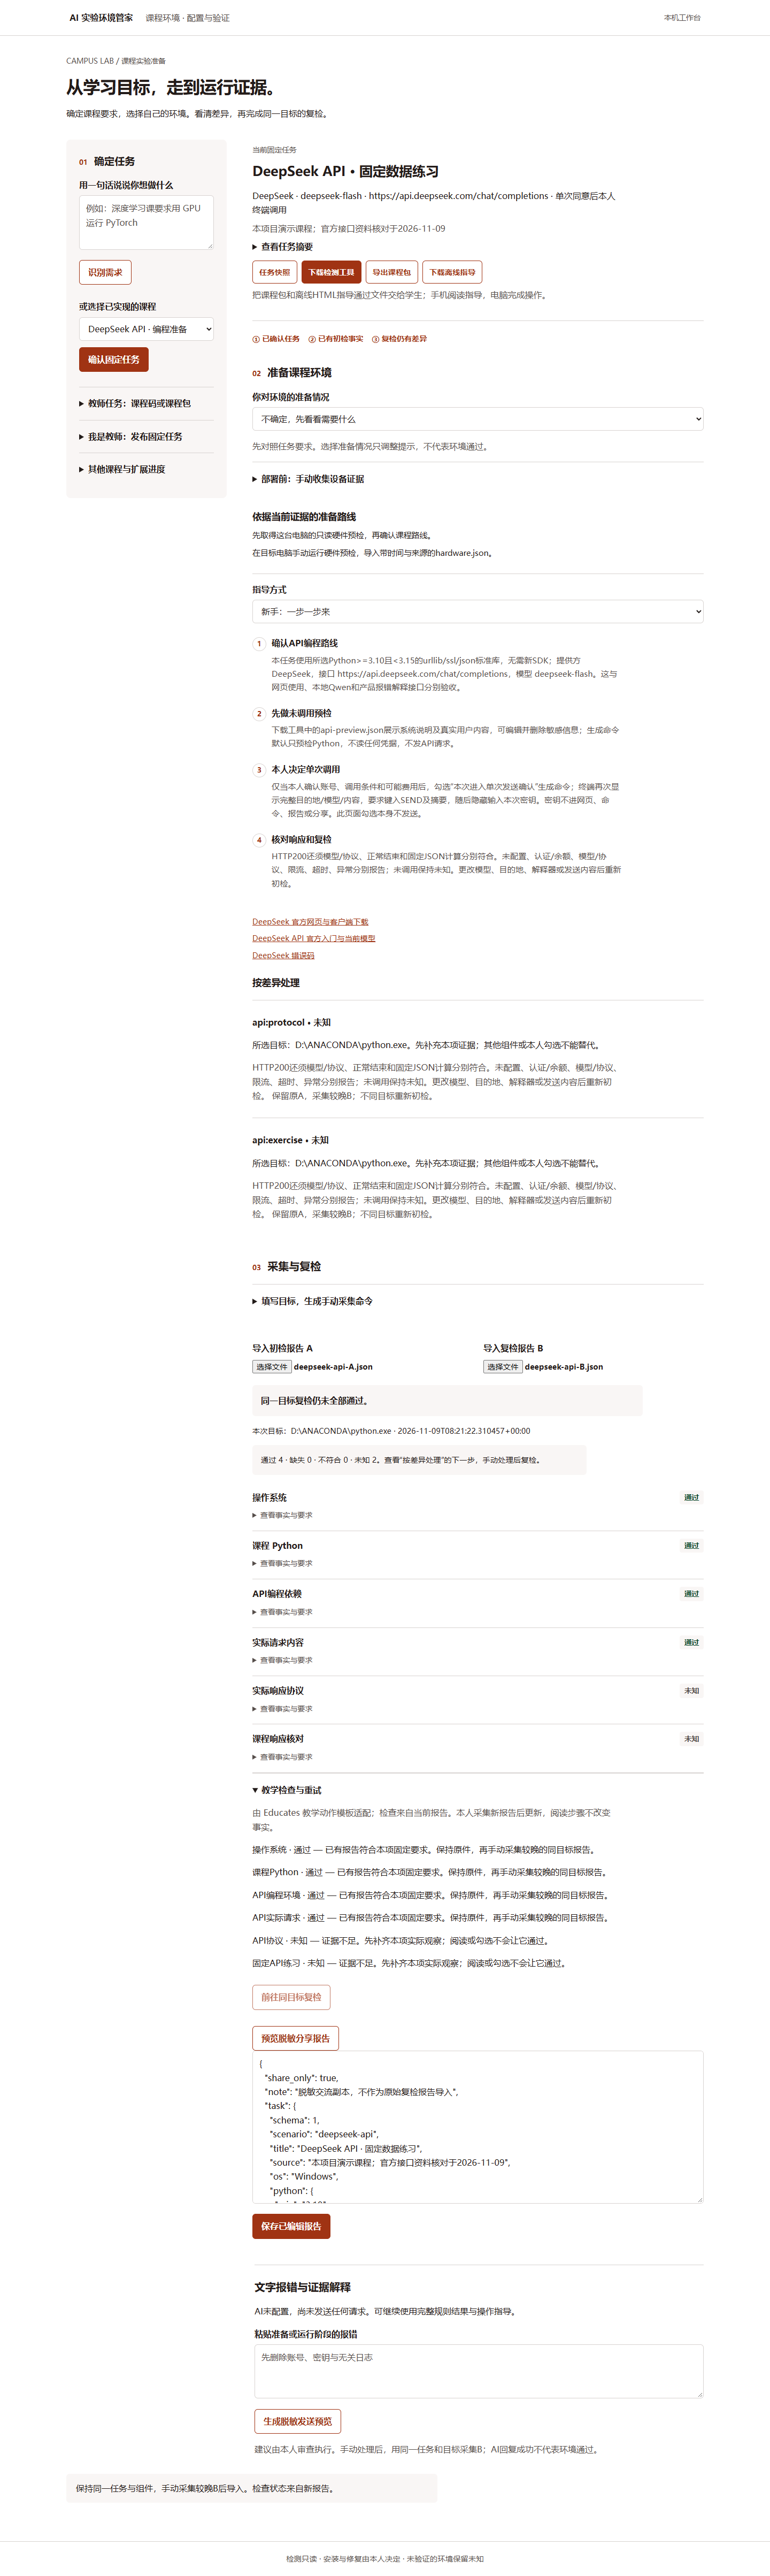 AI 实验环境管家 课程环境 · 配置与验证 本机工作台
CAMPUS LAB / 课程实验准备
从学习目标，走到运行证据。
确定课程要求，选择自己的环境。看清差异，再完成同一目标的复检。
01 确定任务
用一句话说说你想做什么
例如：深度学习课要求用 GPU
运行 PyTorch
识别需求
或选择已实现的课程
DeepSeek API · 编程准备
确认固定任务
教师任务：课程码或课程包
我是教师：发布固定任务
其他课程与扩展进度
当前固定任务
DeepSeek API · 固定数据练习
DeepSeek · deepseek-flash · https://api.deepseek.com/chat/completions · 单次同意后本人
终端调用
本项目演示课程；官方接口资料核对于2026-11-09
查看任务摘要
任务快照 下载检测工具 导出课程包 下载离线指导
把课程包和离线HTML指导通过文件交给学生；手机阅读指导，电脑完成操作。
① 已确认任务 ② 已有初检事实 ③ 复检仍有差异
02 准备课程环境
你对环境的准备情况
不确定，先看看需要什么
先对照任务要求。选择准备情况只调整提示，不代表环境通过。
部署前：手动收集设备证据
依据当前证据的准备路线
先取得这台电脑的只读硬件预检，再确认课程路线。
在目标电脑手动运行硬件预检，导入带时间与来源的hardware.json。
指导方式
新手：一步一步来
1 确认API编程路线
本任务使用所选Python>=3.10且<3.15的urllib/ssl/json标准库，无需新SDK；提供方
DeepSeek，接口 https://api.deepseek.com/chat/completions，模型 deepseek-flash。这与
网页使用、本地Qwen和产品报错解释接口分别验收。
2 先做未调用预检
下载工具中的api-preview.json展示系统说明及真实用户内容，可编辑并删除敏感信息；生成命令
默认只预检Python，不读任何凭据，不发API请求。
3 本人决定单次调用
仅当本人确认账号、调用条件和可能费用后，勾选“本次进入单次发送确认”生成命令；终端再次显
示完整目的地/模型/内容，要求键入SEND及摘要，随后隐藏输入本次密钥。密钥不进网页、命
令、报告或分享。此页面勾选本身不发送。
4 核对响应和复检
HTTP200还须模型/协议、正常结束和固定JSON计算分别符合。未配置、认证/余额、模型/协
议、限流、超时、异常分别报告；未调用保持未知。更改模型、目的地、解释器或发送内容后重新
初检。
DeepSeek 官方网页与客户端下载
DeepSeek API 官方入门与当前模型
DeepSeek 错误码
按差异处理
api:protocol · 未知
所选目标：D:\ANACONDA\python.exe。先补充本项证据；其他组件或本人勾选不能替代。
HTTP200还须模型/协议、正常结束和固定JSON计算分别符合。未配置、认证/余额、模型/协议、
限流、超时、异常分别报告；未调用保持未知。更改模型、目的地、解释器或发送内容后重新初
检。 保留原A，采集较晚B；不同目标重新初检。
api:exercise · 未知
所选目标：D:\ANACONDA\python.exe。先补充本项证据；其他组件或本人勾选不能替代。
HTTP200还须模型/协议、正常结束和固定JSON计算分别符合。未配置、认证/余额、模型/协议、
限流、超时、异常分别报告；未调用保持未知。更改模型、目的地、解释器或发送内容后重新初
检。 保留原A，采集较晚B；不同目标重新初检。
03 采集与复检
填写目标，生成手动采集命令
导入初检报告 A 导入复检报告 B
选择文件 deepseek-api-A.json 选择文件 deepseek-api-B.json
同一目标复检仍未全部通过。
本次目标：D:\ANACONDA\python.exe · 2026-11-09T08:21:22.310457+00:00
通过 4 · 缺失 0 · 不符合 0 · 未知 2。查看“按差异处理”的下一步，手动处理后复检。
操作系统 通过
查看事实与要求
课程 Python 通过
查看事实与要求
API编程依赖 通过
查看事实与要求
实际请求内容 通过
查看事实与要求
实际响应协议 未知
查看事实与要求
课程响应核对 未知
查看事实与要求
教学检查与重试
由 Educates 教学动作模板适配；检查来自当前报告。本人采集新报告后更新，阅读步骤不改变
事实。
操作系统 · 通过 — 已有报告符合本项固定要求。保持原件，再手动采集较晚的同目标报告。
课程Python · 通过 — 已有报告符合本项固定要求。保持原件，再手动采集较晚的同目标报告。
API编程环境 · 通过 — 已有报告符合本项固定要求。保持原件，再手动采集较晚的同目标报告。
API实际请求 · 通过 — 已有报告符合本项固定要求。保持原件，再手动采集较晚的同目标报告。
API协议 · 未知 — 证据不足。先补齐本项实际观察；阅读或勾选不会让它通过。
固定API练习 · 未知 — 证据不足。先补齐本项实际观察；阅读或勾选不会让它通过。
前往同目标复检
预览脱敏分享报告
{
"share_only": true,
"note": "脱敏交流副本，不作为原始复检报告导入",
"task": {
"schema": 1,
"scenario": "deepseek-api",
"title": "DeepSeek API · 固定数据练习",
"source": "本项目演示课程；官方接口资料核对于2026-11-09",
"os": "Windows",
"python": {
保存已编辑报告
文字报错与证据解释
AI未配置，尚未发送任何请求。可继续使用完整规则结果与操作指导。
粘贴准备或运行阶段的报错
先删除账号、密钥与无关日志
生成脱敏发送预览
建议由本人审查执行。手动处理后，用同一任务和目标采集B；AI回复成功不代表环境通过。
保持同一任务与组件，手动采集较晚B后导入。检查状态来自新报告。
检测只读 · 安装与修复由本人决定 · 未验证的环境保留未知